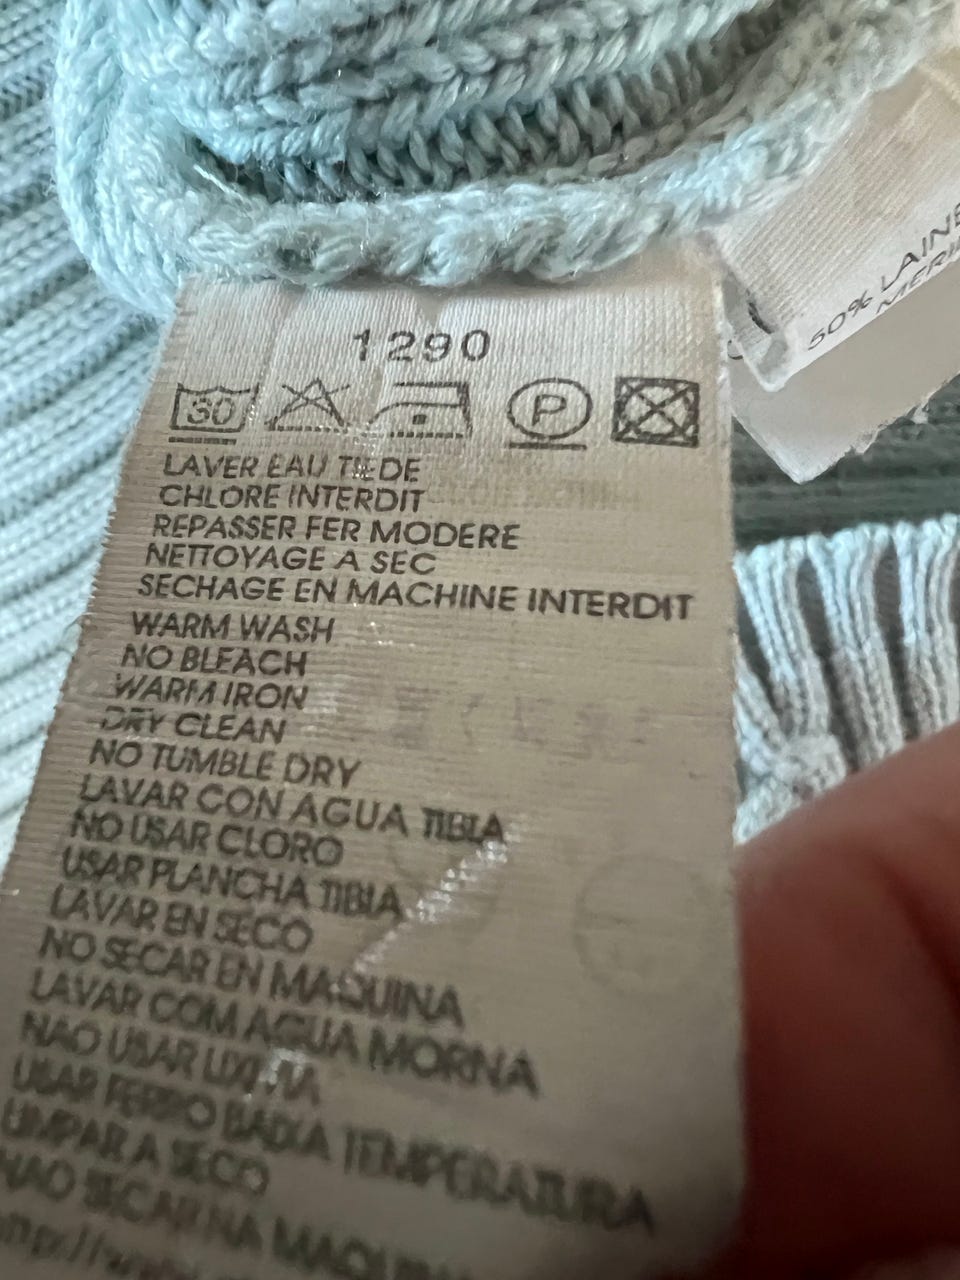 50% LAINE
MERIN
1290
30 P
LAVER EAU TIEDE
CHLORE INTERDIT
REPASSER FER MODERE
NETTOYAGE A SEC
SECHAGE EN MACHINE INTERDIT
WARM WASH
NO BLEACH
WARM IRON
DRY CLEAN
NO TUMBLE DRY
LAVAR CON AGUA TIBIA
NO USAR CLORO
USAR PLANCHA TIBIA
LAVAR EN SECO
NO SECAR EN MAQUINA
LAVAR COM AGUA MORNA
NAO USAR LIXIVIA
USAR FERRO BAIXA TEMPERATURA
LIMPAR A SECO
NAO SECAR NA